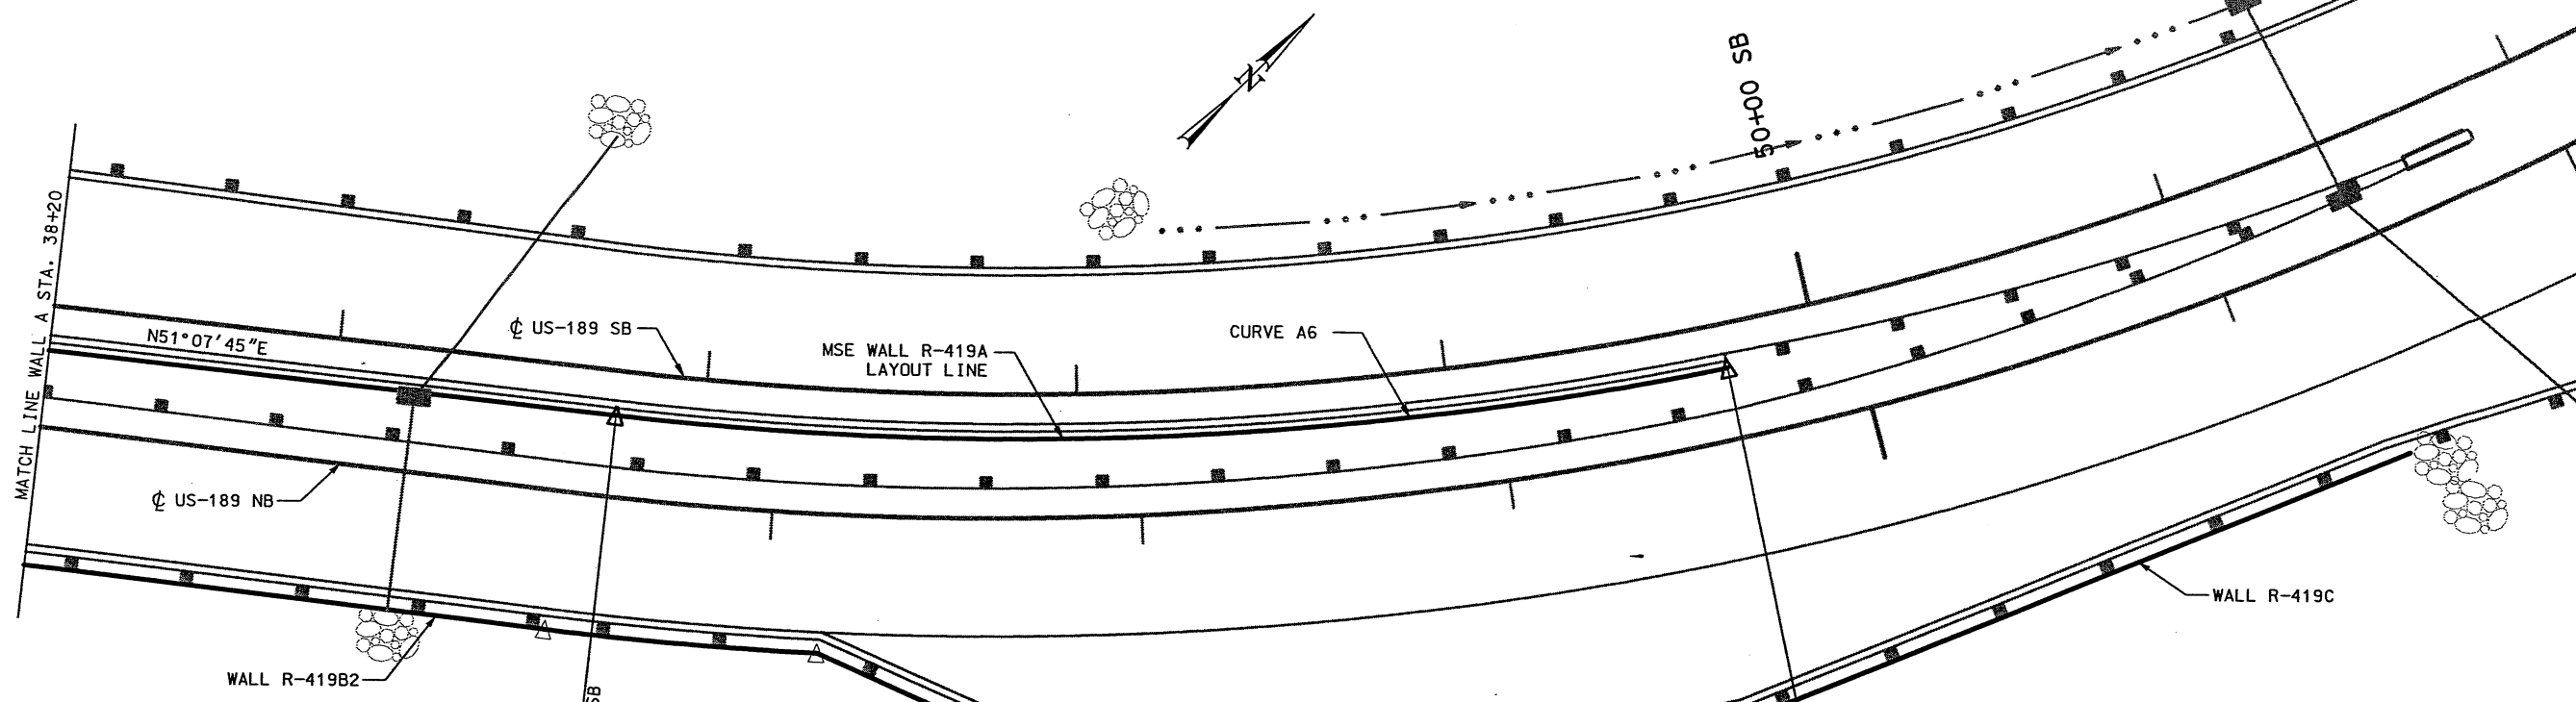 N
50+00 SB
MATCH LINE WALL A STA. 38+20
N51°07'45"E
℄ US-189 SB
MSE WALL R-419A
LAYOUT LINE
CURVE A6
℄ US-189 NB
WALL R-419B2
SB
WALL R-419C